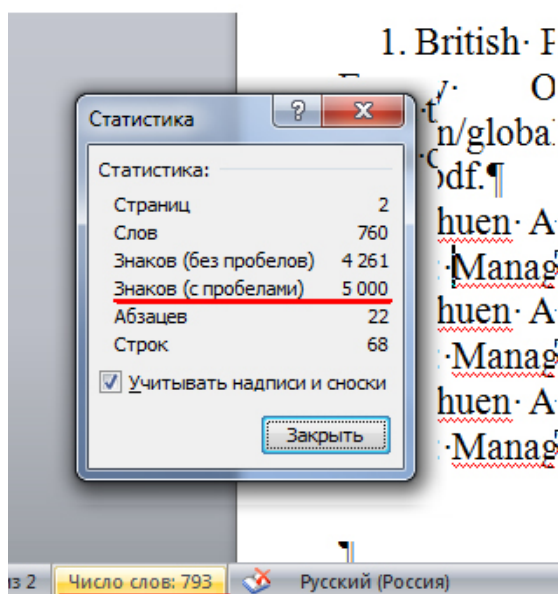 1. British· F
Статистика
Статистика:
Страниц 2
Слов 760
Знаков (без пробелов) 4 261
Знаков (с пробелами) 5 000
Абзацев 22
Строк 68
Учитывать надписи и сноски
Закрыть
O
n/global
df.¶
huen· A
·Manag
huen· A
·Manag
huen· A
·Manag
¶
из 2 Число слов: 793 Русский (Россия)